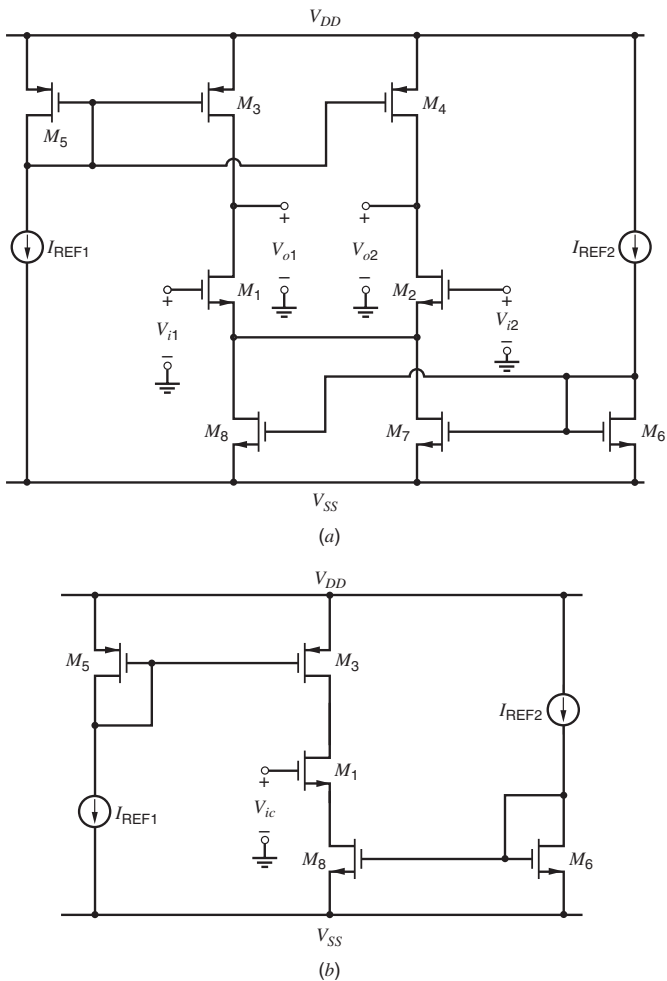 V_DD
M_5
M_3
M_4
I_REF1
+
V_o1
−
+
V_o2
−
I_REF2
+
V_i1
−
M_1
M_2
+
V_i2
−
M_8
M_7
M_6
V_SS
(a)
V_DD
M_5
M_3
I_REF2
M_1
+
V_ic
−
I_REF1
M_8
M_6
V_SS
(b)